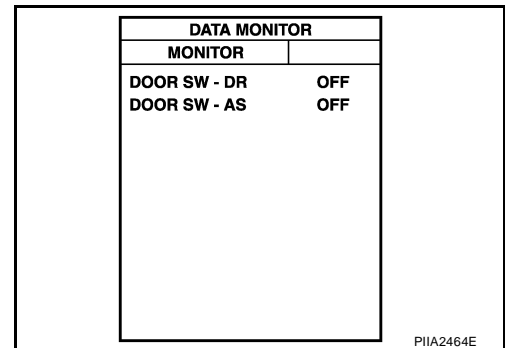 DATA MONITOR
MONITOR
DOOR SW - DR OFF
DOOR SW - AS OFF
PIIA2464E